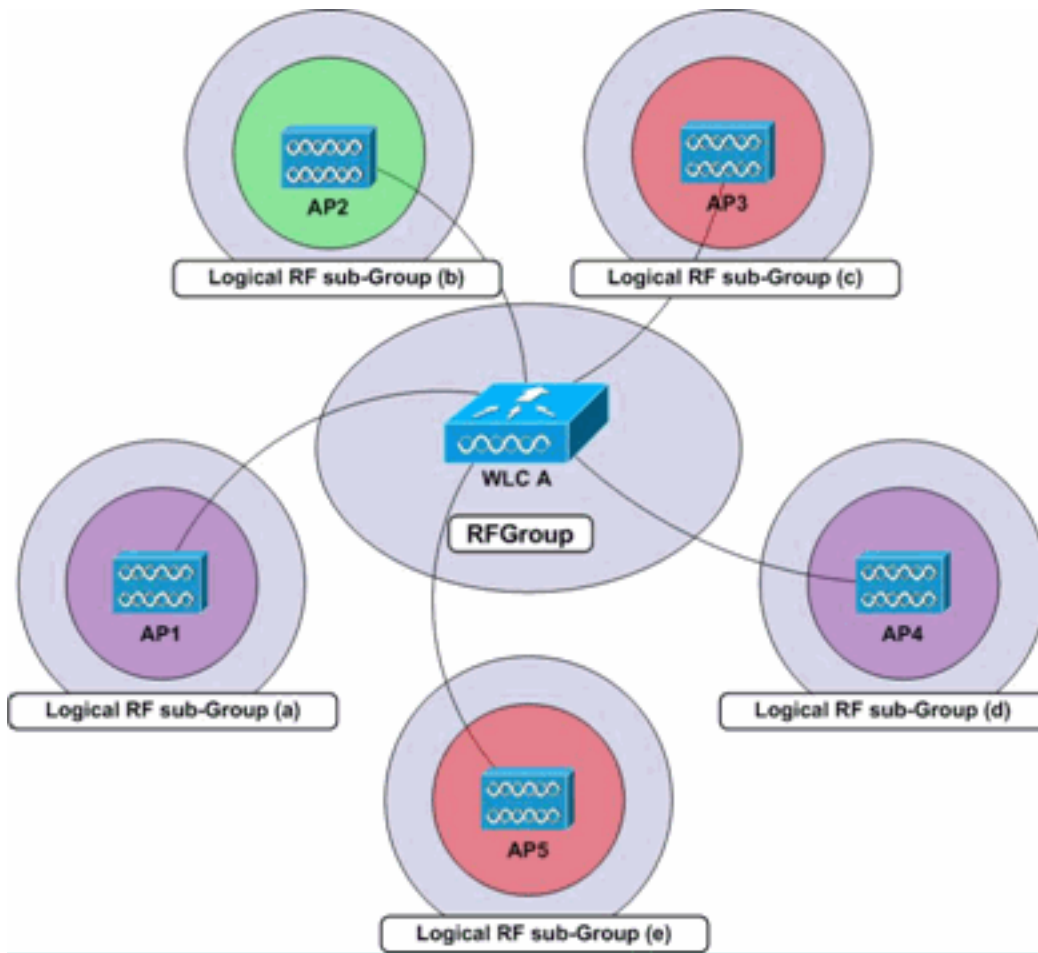 AP2
Logical RF sub-Group (b)
AP3
Logical RF sub-Group (c)
WLC A
RFGroup
AP1
Logical RF sub-Group (a)
AP4
Logical RF sub-Group (d)
AP5
Logical RF sub-Group (e)